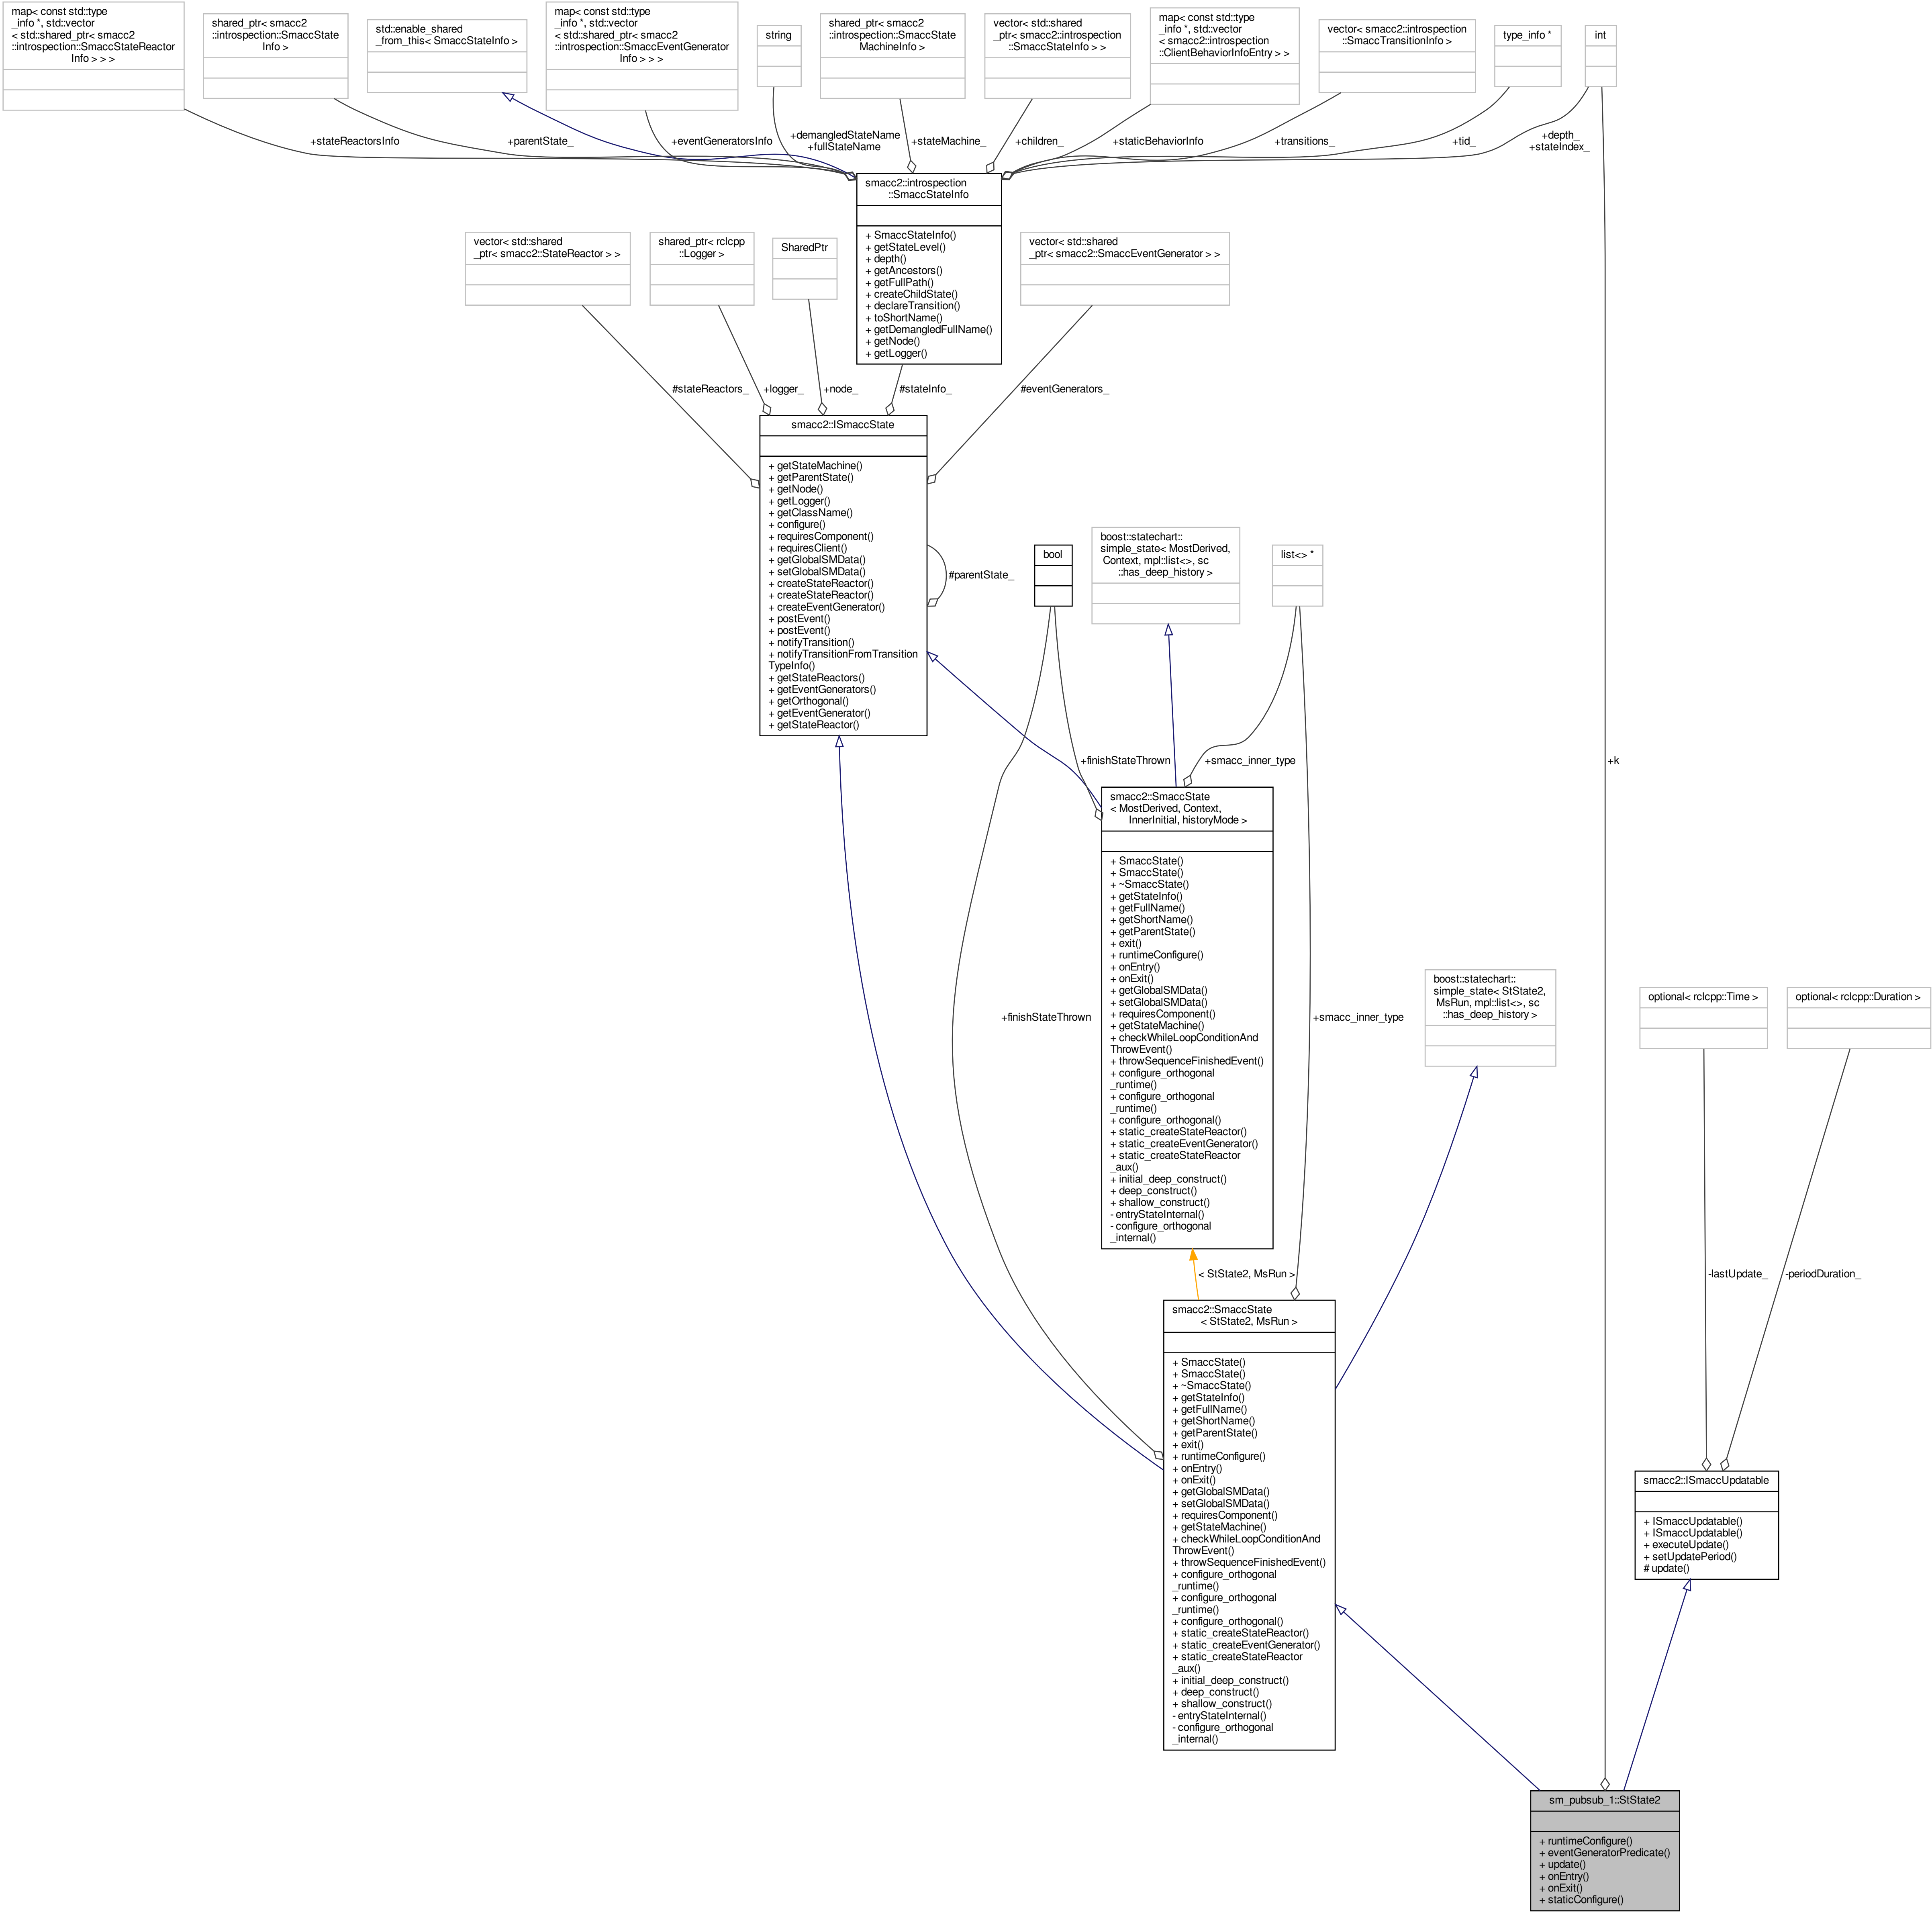 map< const std::type
_info *, std::vector
< std::shared_ptr< smacc2
::introspection::SmaccStateReactor
Info > > >
shared_ptr< smacc2
::introspection::SmaccState
Info >
std::enable_shared
_from_this< SmaccStateInfo >
map< const std::type
_info *, std::vector
< std::shared_ptr< smacc2
::introspection::SmaccEventGenerator
Info > > >
string
shared_ptr< smacc2
::introspection::SmaccState
MachineInfo >
vector< std::shared
_ptr< smacc2::introspection
::SmaccStateInfo > >
map< const std::type
_info *, std::vector
< smacc2::introspection
::ClientBehaviorInfoEntry > >
vector< smacc2::introspection
::SmaccTransitionInfo >
type_info *
int
+stateReactorsInfo
+parentState_
+eventGeneratorsInfo
+demangledStateName
+fullStateName
+stateMachine_
+children_
+staticBehaviorInfo
+transitions_
+tid_
+depth_
+stateIndex_
smacc2::introspection
::SmaccStateInfo
+ SmaccStateInfo()
+ getStateLevel()
+ depth()
+ getAncestors()
+ getFullPath()
+ createChildState()
+ declareTransition()
+ toShortName()
+ getDemangledFullName()
+ getNode()
+ getLogger()
vector< std::shared
_ptr< smacc2::StateReactor > >
shared_ptr< rclcpp
::Logger >
SharedPtr
vector< std::shared
_ptr< smacc2::SmaccEventGenerator > >
#stateReactors_
+logger_
+node_
#stateInfo_
#eventGenerators_
smacc2::ISmaccState
+ getStateMachine()
+ getParentState()
+ getNode()
+ getLogger()
+ getClassName()
+ configure()
+ requiresComponent()
+ requiresClient()
+ getGlobalSMData()
+ setGlobalSMData()
+ createStateReactor()
+ createStateReactor()
+ createEventGenerator()
+ postEvent()
+ postEvent()
+ notifyTransition()
+ notifyTransitionFromTransition
TypeInfo()
+ getStateReactors()
+ getEventGenerators()
+ getOrthogonal()
+ getEventGenerator()
+ getStateReactor()
#parentState_
bool
boost::statechart::
simple_state< MostDerived,
Context, mpl::list<>, sc
::has_deep_history >
list<> *
+finishStateThrown
+smacc_inner_type
+k
smacc2::SmaccState
< MostDerived, Context,
InnerInitial, historyMode >
+ SmaccState()
+ SmaccState()
+ ~SmaccState()
+ getStateInfo()
+ getFullName()
+ getShortName()
+ getParentState()
+ exit()
+ runtimeConfigure()
+ onEntry()
+ onExit()
+ getGlobalSMData()
+ setGlobalSMData()
+ requiresComponent()
+ getStateMachine()
+ checkWhileLoopConditionAnd
ThrowEvent()
+ throwSequenceFinishedEvent()
+ configure_orthogonal
_runtime()
+ configure_orthogonal
_runtime()
+ configure_orthogonal()
+ static_createStateReactor()
+ static_createEventGenerator()
+ static_createStateReactor
_aux()
+ initial_deep_construct()
+ deep_construct()
+ shallow_construct()
- entryStateInternal()
- configure_orthogonal
_internal()
boost::statechart::
simple_state< StState2,
MsRun, mpl::list<>, sc
::has_deep_history >
optional< rclcpp::Time >
optional< rclcpp::Duration >
+finishStateThrown
+smacc_inner_type
< StState2, MsRun >
-lastUpdate_
-periodDuration_
smacc2::SmaccState
< StState2, MsRun >
+ SmaccState()
+ SmaccState()
+ ~SmaccState()
+ getStateInfo()
+ getFullName()
+ getShortName()
+ getParentState()
+ exit()
+ runtimeConfigure()
+ onEntry()
+ onExit()
+ getGlobalSMData()
+ setGlobalSMData()
+ requiresComponent()
+ getStateMachine()
+ checkWhileLoopConditionAnd
ThrowEvent()
+ throwSequenceFinishedEvent()
+ configure_orthogonal
_runtime()
+ configure_orthogonal
_runtime()
+ configure_orthogonal()
+ static_createStateReactor()
+ static_createEventGenerator()
+ static_createStateReactor
_aux()
+ initial_deep_construct()
+ deep_construct()
+ shallow_construct()
- entryStateInternal()
- configure_orthogonal
_internal()
smacc2::ISmaccUpdatable
+ ISmaccUpdatable()
+ ISmaccUpdatable()
+ executeUpdate()
+ setUpdatePeriod()
# update()
sm_pubsub_1::StState2
+ runtimeConfigure()
+ eventGeneratorPredicate()
+ update()
+ onEntry()
+ onExit()
+ staticConfigure()